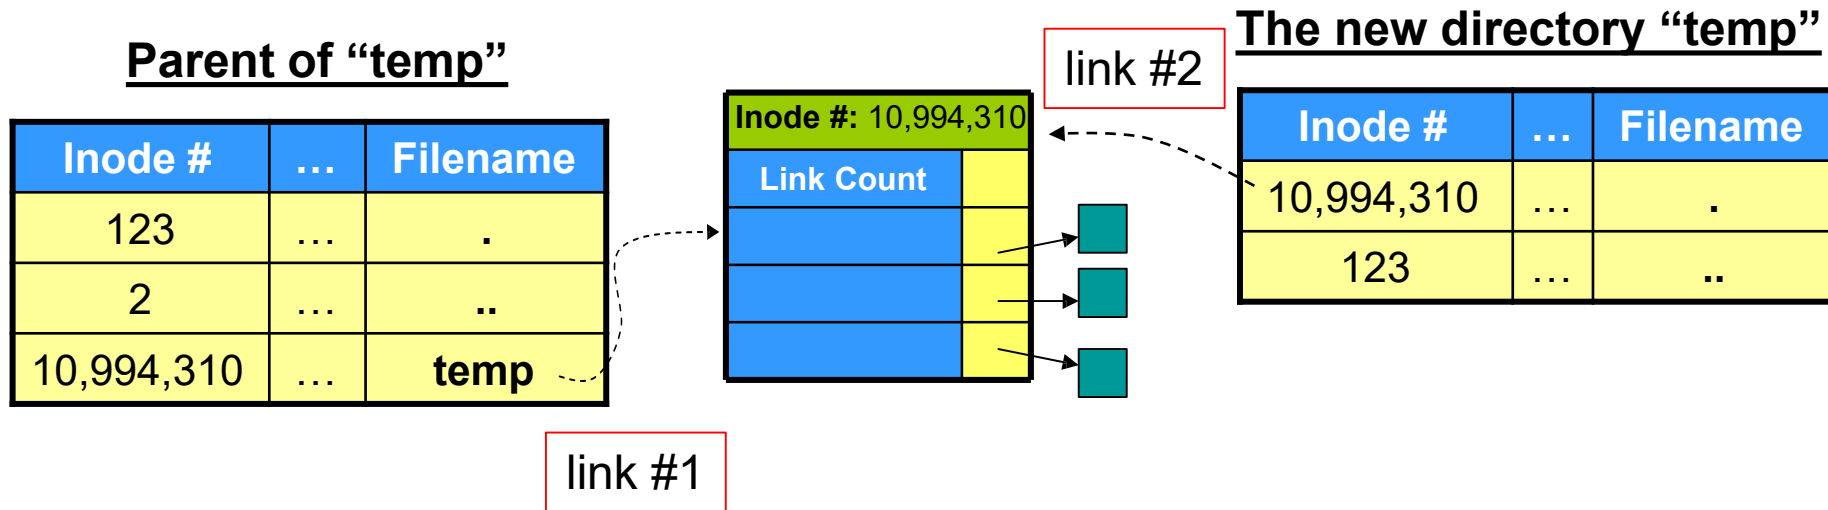 Parent of “temp”
Inode # … Filename
123 … .
2 … ..
10,994,310 … temp
link #1
Inode #: 10,994,310
Link Count
link #2
The new directory “temp”
Inode # … Filename
10,994,310 … .
123 … ..